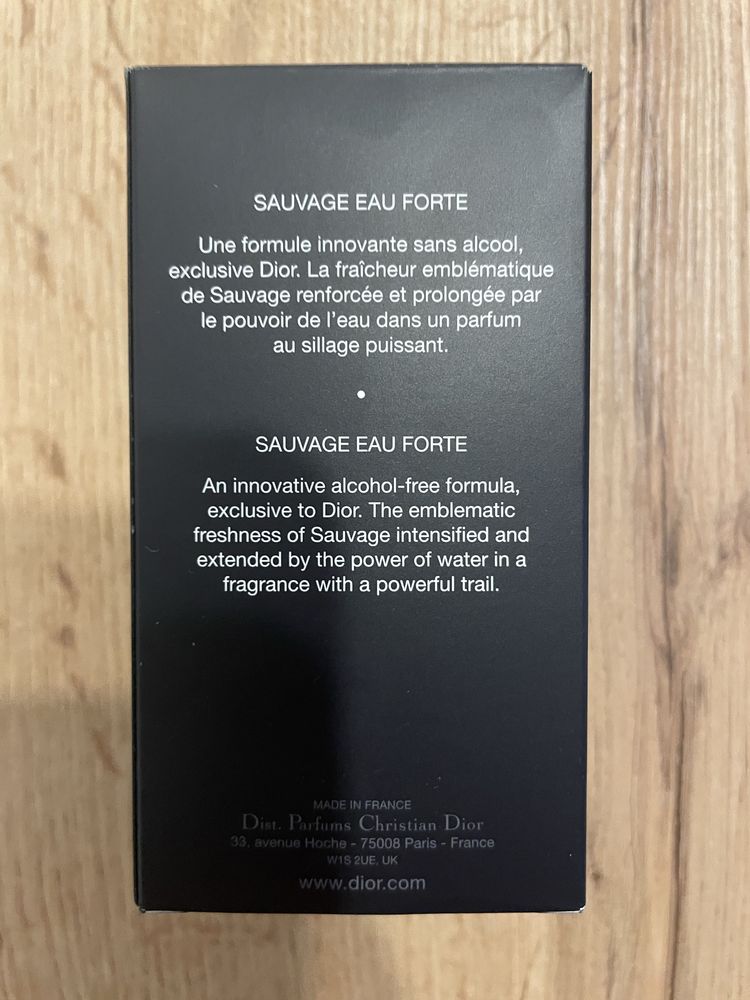 SAUVAGE EAU FORTE
Une formule innovante sans alcool,
exclusive Dior. La fraîcheur emblématique
de Sauvage renforcée et prolongée par
le pouvoir de l'eau dans un parfum
au sillage puissant.
•
SAUVAGE EAU FORTE
An innovative alcohol-free formula,
exclusive to Dior. The emblematic
freshness of Sauvage intensified and
extended by the power of water in a
fragrance with a powerful trail.
MADE IN FRANCE
Dist. Parfums Christian Dior
33, avenue Hoche - 75008 Paris - France
W1S 2UE, UK
www.dior.com